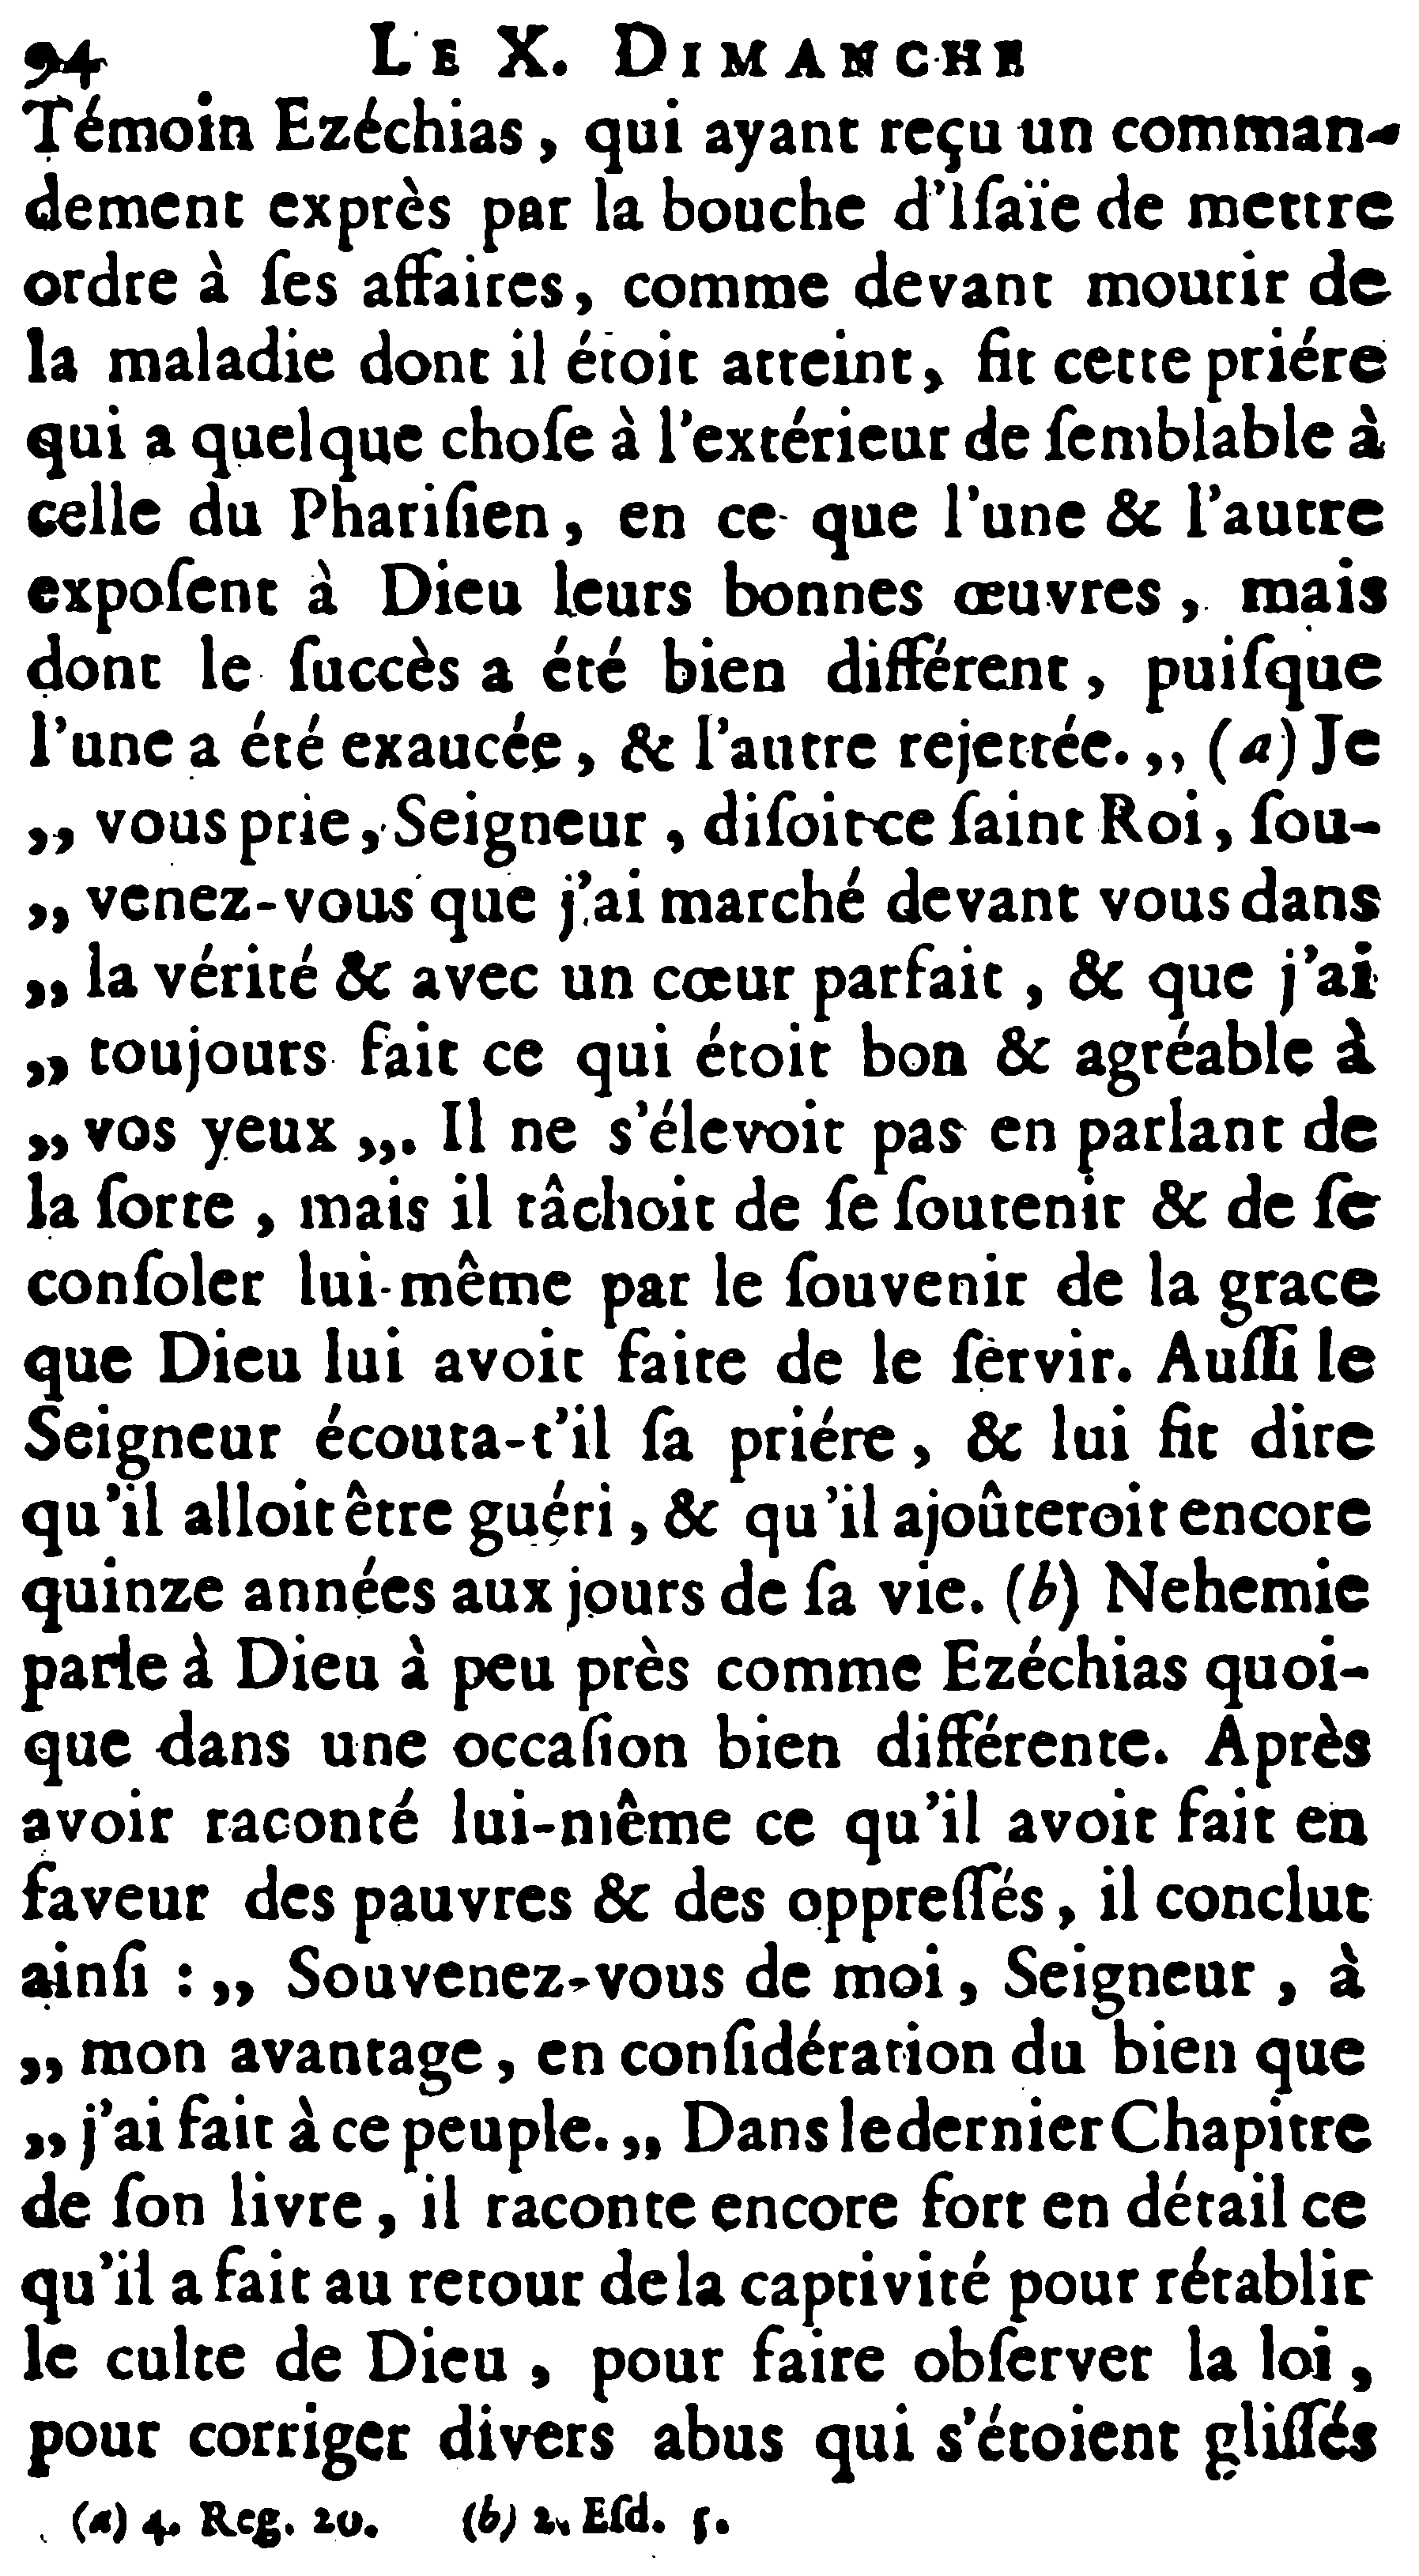 94 LE X. DIMANCHE
Témoin Ezéchias, qui ayant reçu un comman-
dement exprès par la bouche d'Iſaïe de mettre
ordre à ſes affaires, comme devant mourir de
la maladie dont il étoit atteint, fit cette priére
qui a quelque choſe à l'extérieur de ſemblable à
celle du Phariſien, en ce que l'une & l'autre
expoſent à Dieu leurs bonnes œuvres, mais
dont le ſuccès a été bien différent, puiſque
l'une a été exaucée, & l'autre rejettée. ,, (a) Je
,, vous prie, Seigneur, diſoit ce ſaint Roi, ſou-
,, venez-vous que j'ai marché devant vous dans
,, la vérité & avec un cœur parfait, & que j'ai
,, toujours fait ce qui étoit bon & agréable à
,, vos yeux ,,. Il ne s'élevoit pas en parlant de
la ſorte, mais il tâchoit de ſe ſoutenir & de ſe
conſoler lui-même par le ſouvenir de la grace
que Dieu lui avoit faite de le ſervir. Auſſi le
Seigneur écouta-t'il ſa priére, & lui fit dire
qu'il alloit être guéri, & qu'il ajoûteroit encore
quinze années aux jours de ſa vie. (b) Nehemie
parle à Dieu à peu près comme Ezéchias quoi-
que dans une occaſion bien différente. Après
avoir raconté lui-même ce qu'il avoit fait en
faveur des pauvres & des oppreſſés, il conclut
ainſi : ,, Souvenez-vous de moi, Seigneur, à
,, mon avantage, en conſidération du bien que
,, j'ai fait à ce peuple. ,, Dans le dernier Chapitre
de ſon livre, il raconte encore fort en détail ce
qu'il a fait au retour de la captivité pour rétablir
le culte de Dieu, pour faire obſerver la loi,
pour corriger divers abus qui s'étoient gliſſés
(a) 4. Reg. 20. (b) 2. Eſd. 5.